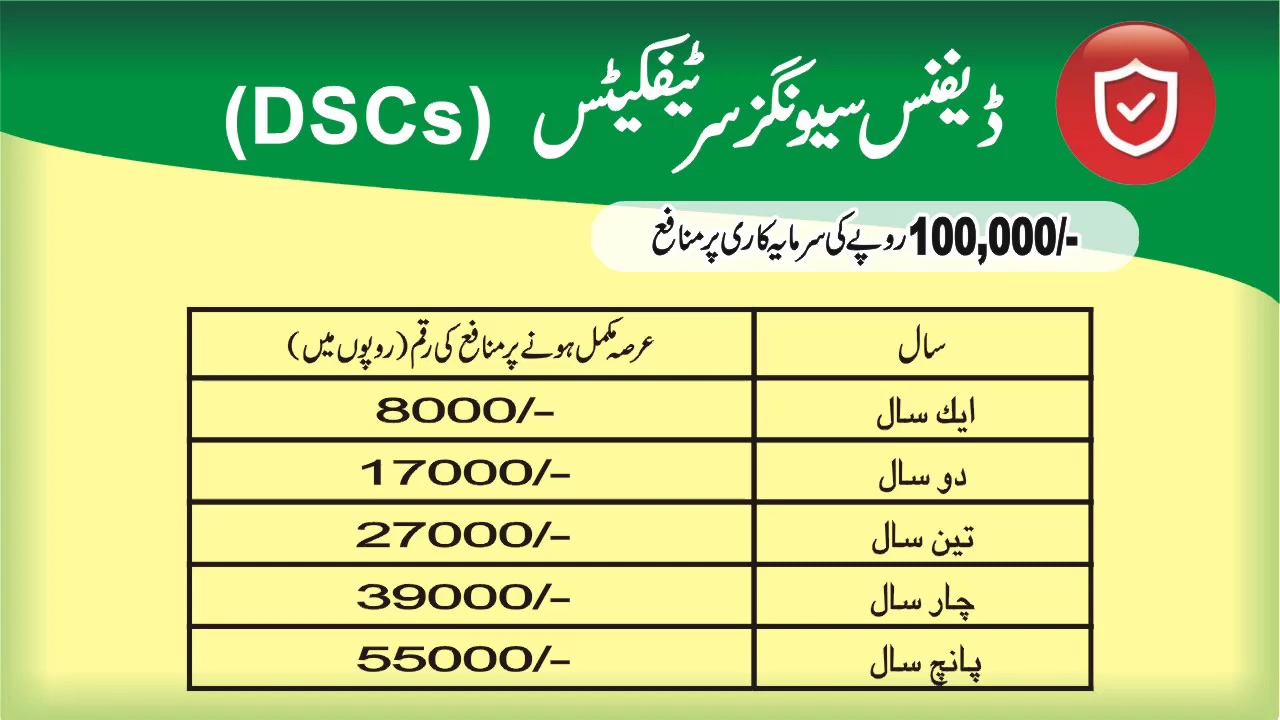 ڈیفنس سیونگز سرٹیفکیٹس (DSCs)
100,000/- روپے کی سرمایہ کاری پر منافع
سال	عرصہ مکمل ہونے پر منافع کی رقم (روپوں میں)
ایک سال	8000/-
دو سال	17000/-
تین سال	27000/-
چار سال	39000/-
پانچ سال	55000/-